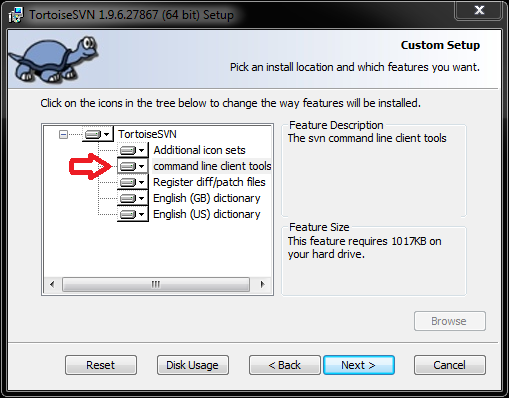 TortoiseSVN 1.9.6.27867 (64 bit) Setup
Custom Setup
Pick an install location and which features you want.
Click on the icons in the tree below to change the way features will be installed.
TortoiseSVN
Additional icon sets
command line client tools
Register diff/patch files
English (GB) dictionary
English (US) dictionary
Feature Description
The svn command line client tools
Feature Size
This feature requires 1017KB on
your hard drive.
Browse
Reset
Disk Usage
< Back
Next >
Cancel